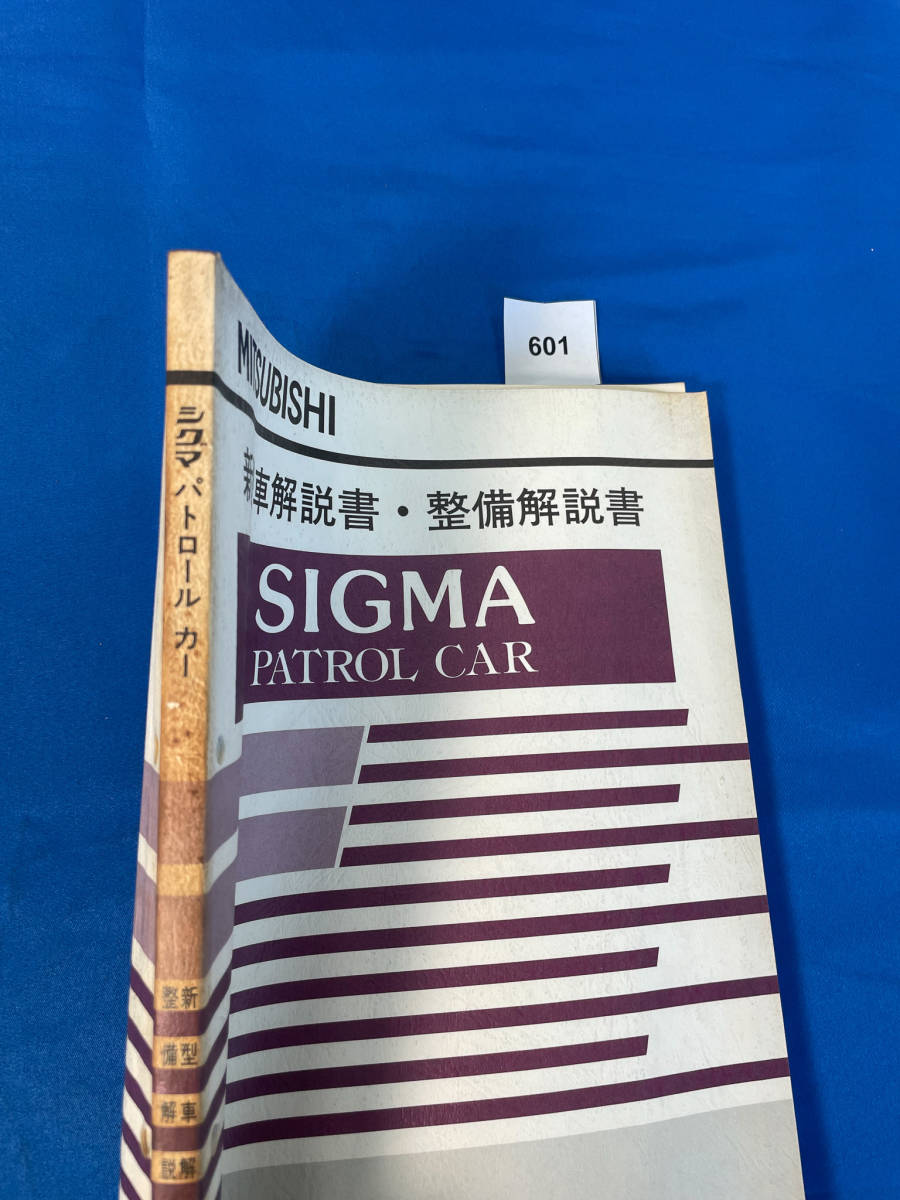 601
MITSUBISHI
新車解説書・整備解説書
SIGMA
PATROL CAR
シグマ パトロール カー
新型車解
整備解説